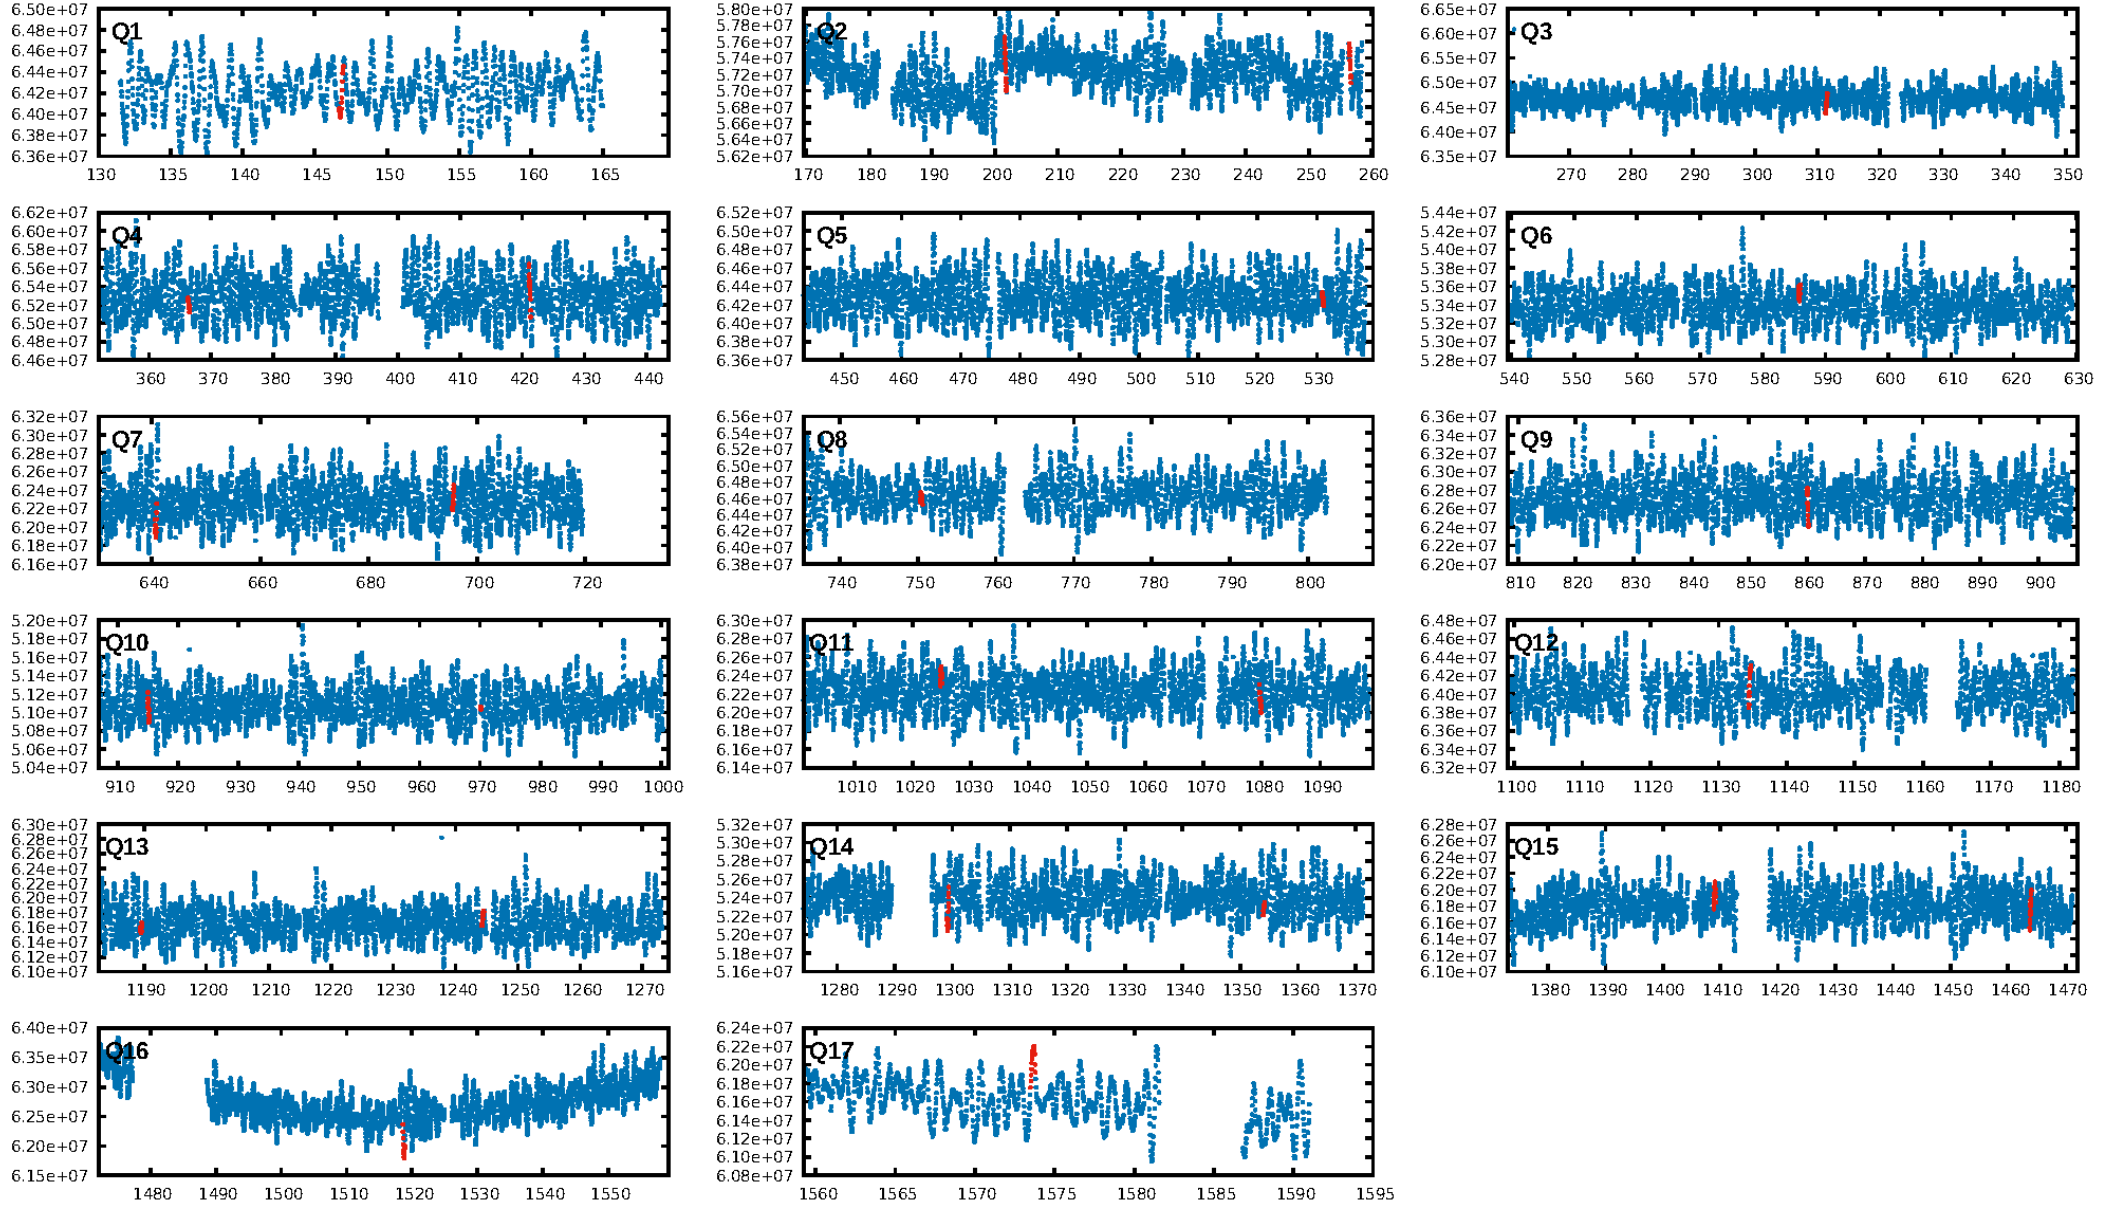 6.50e+07
6.48e+07
6.46e+07
6.44e+07
6.42e+07
6.40e+07
6.38e+07
6.36e+07
Q1
130 135 140 145 150 155 160 165
5.80e+07
5.78e+07
5.76e+07
5.74e+07
5.72e+07
5.70e+07
5.68e+07
5.66e+07
5.64e+07
5.62e+07
Q2
170 180 190 200 210 220 230 240 250 260
6.65e+07
6.60e+07
6.55e+07
6.50e+07
6.45e+07
6.40e+07
6.35e+07
Q3
270 280 290 300 310 320 330 340 350
6.62e+07
6.60e+07
6.58e+07
6.56e+07
6.54e+07
6.52e+07
6.50e+07
6.48e+07
6.46e+07
Q4
360 370 380 390 400 410 420 430 440
6.52e+07
6.50e+07
6.48e+07
6.46e+07
6.44e+07
6.42e+07
6.40e+07
6.38e+07
6.36e+07
Q5
450 460 470 480 490 500 510 520 530
5.44e+07
5.42e+07
5.40e+07
5.38e+07
5.36e+07
5.34e+07
5.32e+07
5.30e+07
5.28e+07
Q6
540 550 560 570 580 590 600 610 620 630
6.32e+07
6.30e+07
6.28e+07
6.26e+07
6.24e+07
6.22e+07
6.20e+07
6.18e+07
6.16e+07
Q7
640 660 680 700 720
6.56e+07
6.54e+07
6.52e+07
6.50e+07
6.48e+07
6.46e+07
6.44e+07
6.42e+07
6.40e+07
6.38e+07
Q8
740 750 760 770 780 790 800
6.36e+07
6.34e+07
6.32e+07
6.30e+07
6.28e+07
6.26e+07
6.24e+07
6.22e+07
6.20e+07
Q9
810 820 830 840 850 860 870 880 890 900
5.20e+07
5.18e+07
5.16e+07
5.14e+07
5.12e+07
5.10e+07
5.08e+07
5.06e+07
5.04e+07
Q10
910 920 930 940 950 960 970 980 990 1000
6.30e+07
6.28e+07
6.26e+07
6.24e+07
6.22e+07
6.20e+07
6.18e+07
6.16e+07
6.14e+07
Q11
1010 1020 1030 1040 1050 1060 1070 1080 1090
6.48e+07
6.46e+07
6.44e+07
6.42e+07
6.40e+07
6.38e+07
6.36e+07
6.34e+07
6.32e+07
Q12
1100 1110 1120 1130 1140 1150 1160 1170 1180
6.30e+07
6.28e+07
6.26e+07
6.24e+07
6.22e+07
6.20e+07
6.18e+07
6.16e+07
6.14e+07
6.12e+07
6.10e+07
Q13
1190 1200 1210 1220 1230 1240 1250 1260 1270
5.32e+07
5.30e+07
5.28e+07
5.26e+07
5.24e+07
5.22e+07
5.20e+07
5.18e+07
5.16e+07
Q14
1280 1290 1300 1310 1320 1330 1340 1350 1360 1370
6.28e+07
6.26e+07
6.24e+07
6.22e+07
6.20e+07
6.18e+07
6.16e+07
6.14e+07
6.12e+07
6.10e+07
Q15
1380 1390 1400 1410 1420 1430 1440 1450 1460 1470
6.40e+07
6.35e+07
6.30e+07
6.25e+07
6.20e+07
6.15e+07
Q16
1480 1490 1500 1510 1520 1530 1540 1550
6.24e+07
6.22e+07
6.20e+07
6.18e+07
6.16e+07
6.14e+07
6.12e+07
6.10e+07
6.08e+07
Q17
1560 1565 1570 1575 1580 1585 1590 1595